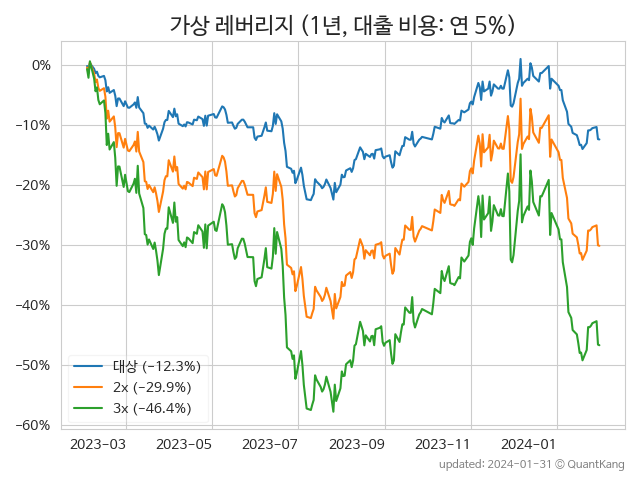 가상 레버리지 (1년, 대출 비용: 연 5%)
0%
−10%
−20%
−30%
−40%
−50%
−60%
대상 (−12.3%)
2x (−29.9%)
3x (−46.4%)
2023-03
2023-05
2023-07
2023-09
2023-11
2024-01
updated: 2024-01-31 © QuantKang